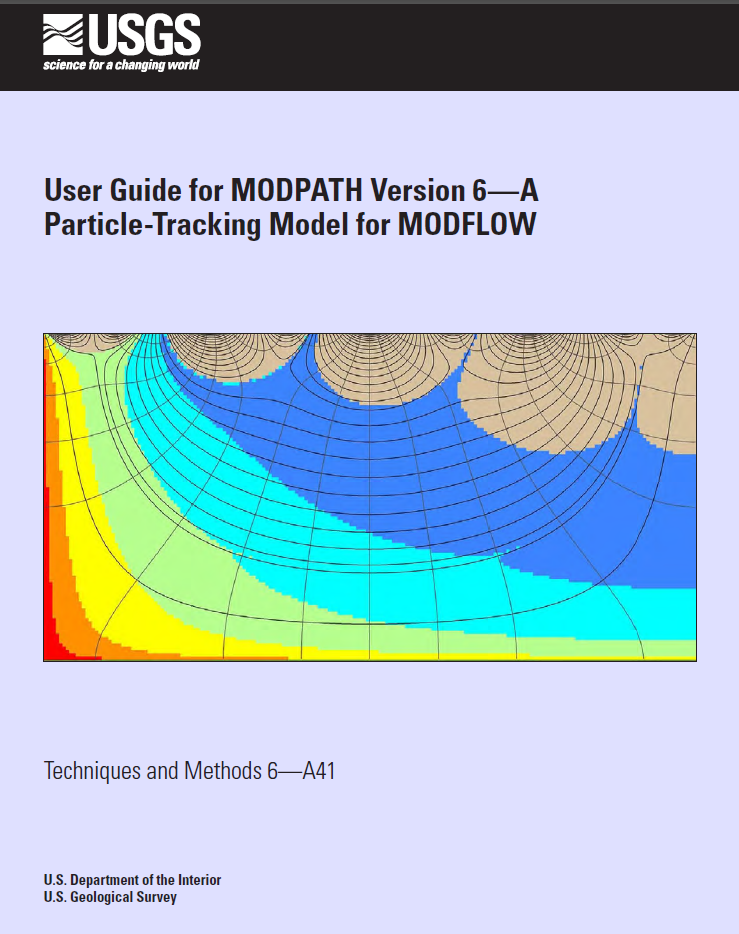 USGS
science for a changing world
User Guide for MODPATH Version 6—A
Particle-Tracking Model for MODFLOW
Techniques and Methods 6—A41
U.S. Department of the Interior
U.S. Geological Survey